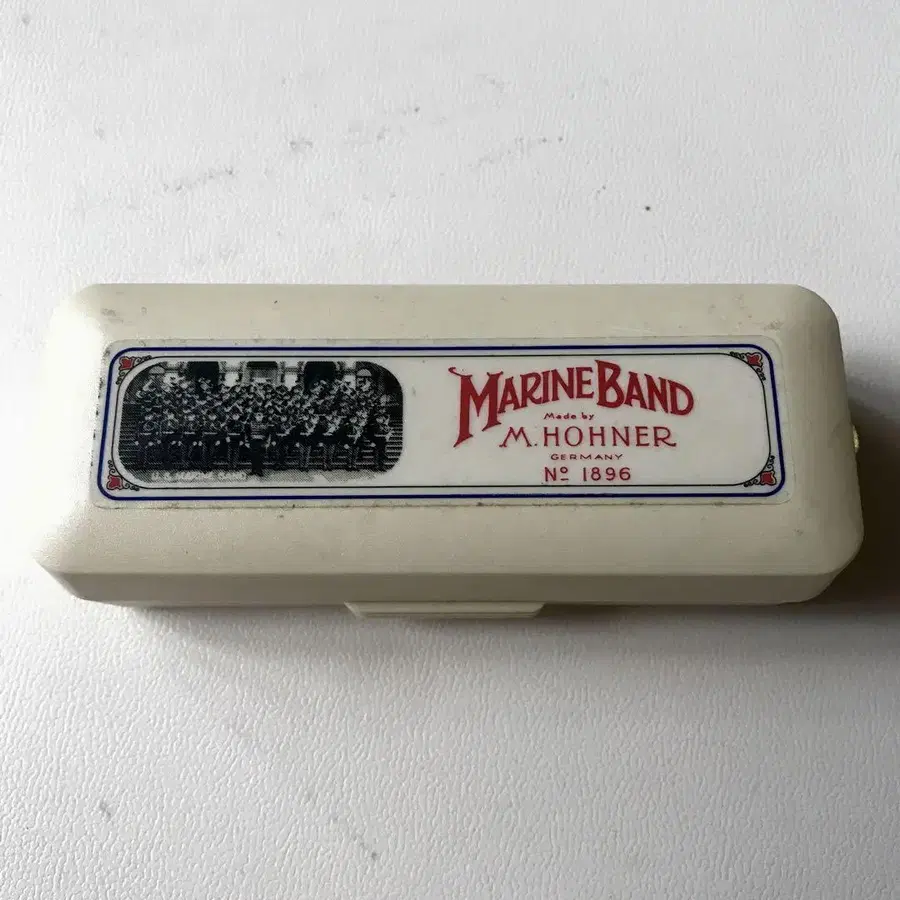 MARINE BAND
Made by
M. HOHNER
GERMANY
Nº 1896